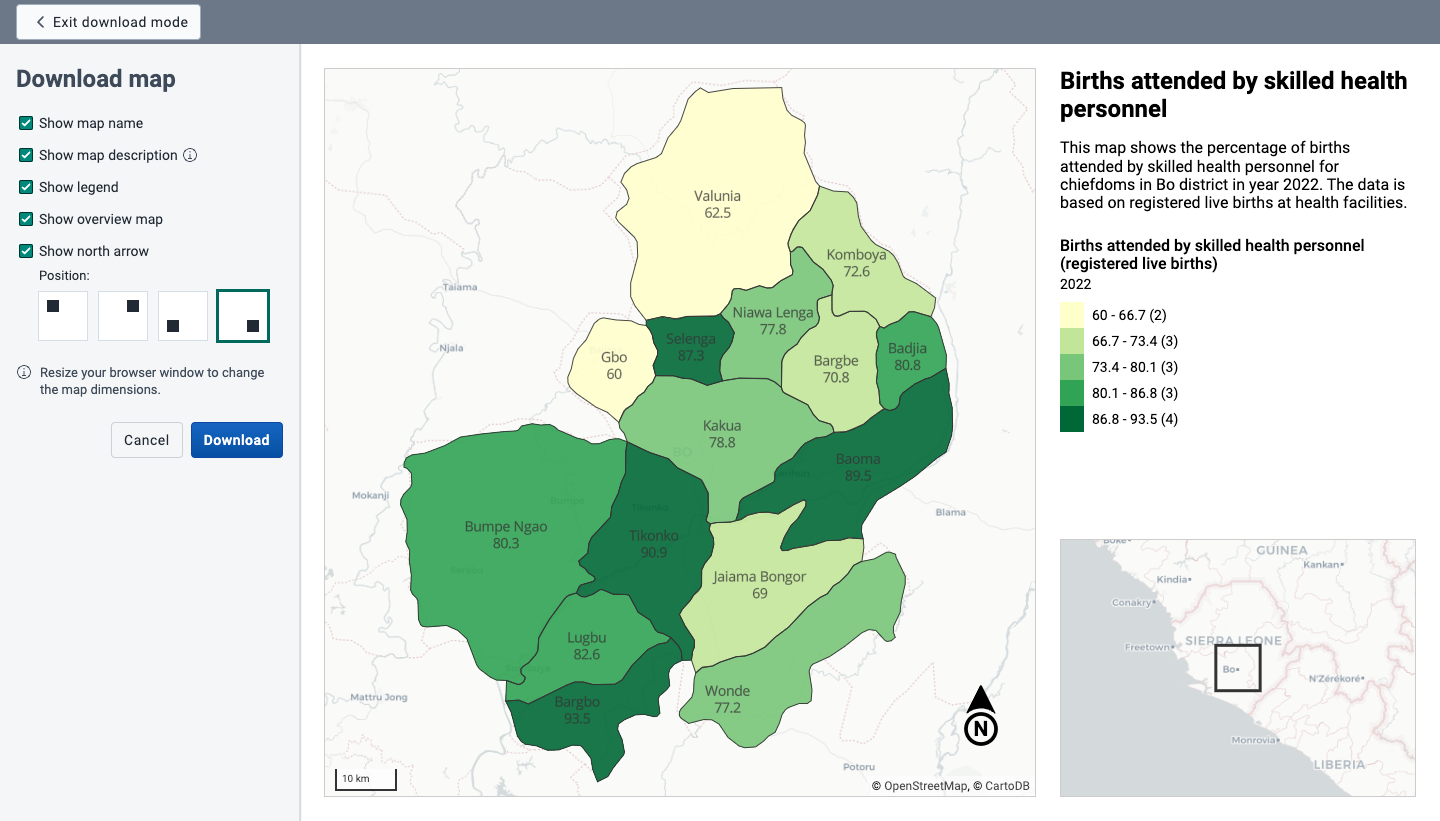 Exit download mode
Download map
Show map name
Show map description
Show legend
Show overview map
Show north arrow
Position:
Resize your browser window to change
the map dimensions.
Cancel
Download
Valunia
62.5
Komboya
72.6
Taiama
Niawa Lenga
77.8
Selenga
87.3
Njala
Gbo
60
Bargbe
70.8
Badjia
80.8
Kakua
78.8
BO
Baoma
89.5
Mokanji
Blama
Bumpe Ngao
80.3
Tikonko
Tikonko
90.9
Jaiama Bongor
69
Lugbu
82.6
Mattru Jong
Bargbo
93.5
Wonde
77.2
N
Potoru
10 km
© OpenStreetMap, © CartoDB
Births attended by skilled health
personnel
This map shows the percentage of births
attended by skilled health personnel for
chiefdoms in Bo district in year 2022. The data is
based on registered live births at health facilities.
Births attended by skilled health personnel
(registered live births)
2022
60 - 66.7 (2)
66.7 - 73.4 (3)
73.4 - 80.1 (3)
80.1 - 86.8 (3)
86.8 - 93.5 (4)
Boke
GUINEA
Kankan
Kindia
Conakry
Freetown
SIERRA LEONE
Bo
N'Zérékoré
Monrovia
LIBERIA